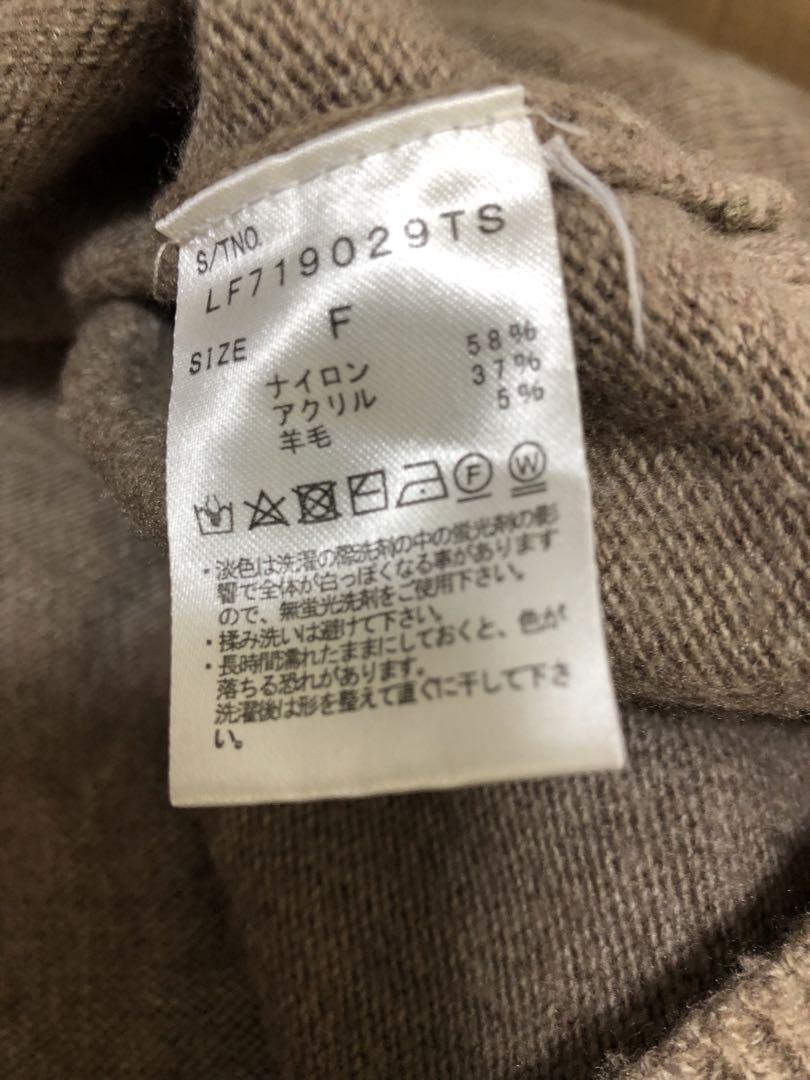 S/TNO.
LF719029TS
SIZE F
ナイロン 58%
アクリル 37%
羊毛 5%
F W
・淡色は洗濯の際洗剤の中の蛍光剤の影
響で全体が白っぽくなる事があります
ので、無蛍光洗剤をご使用下さい。
・揉み洗いは避けて下さい。
・長時間濡れたままにしておくと、色が
落ちる恐れがあります。
洗濯後は形を整えて直ぐに干して下さ
い。